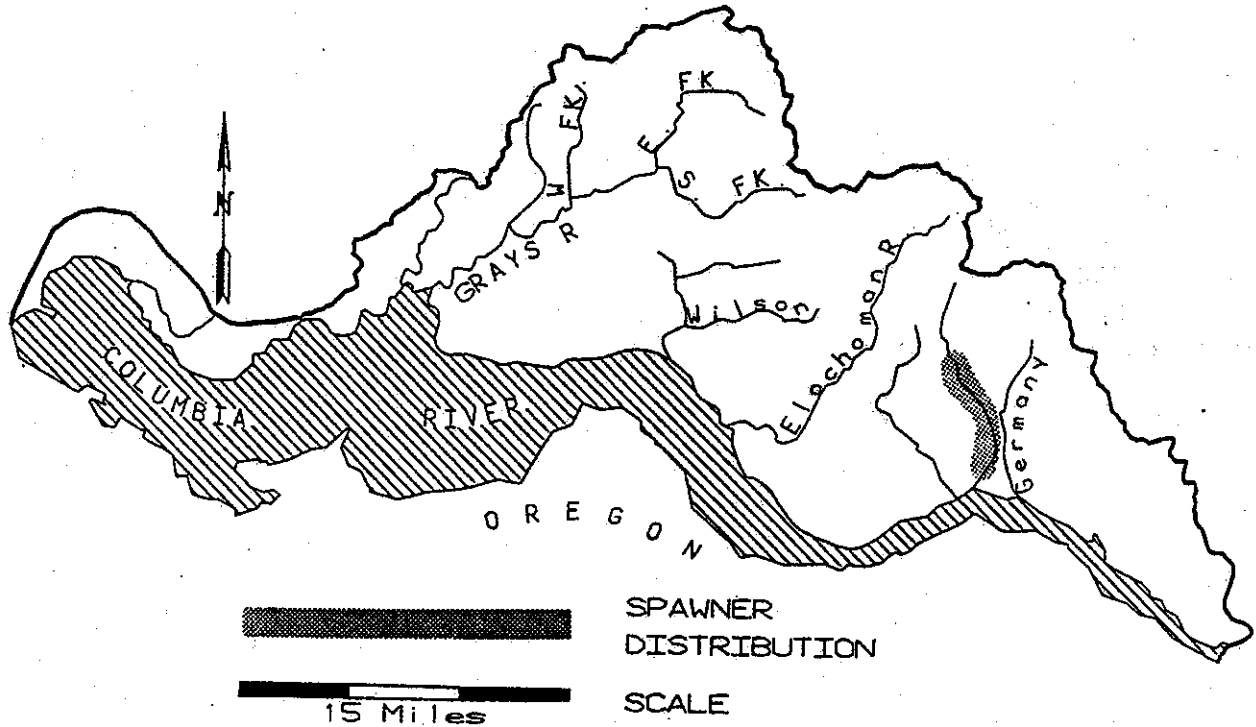 FK
FK.
E.
N
W
S.
FK.
GRAYS R
Elochoman R
Wilson
COLUMBIA
RIVER
Germany
OREGON
SPAWNER
DISTRIBUTION
15 Miles
SCALE